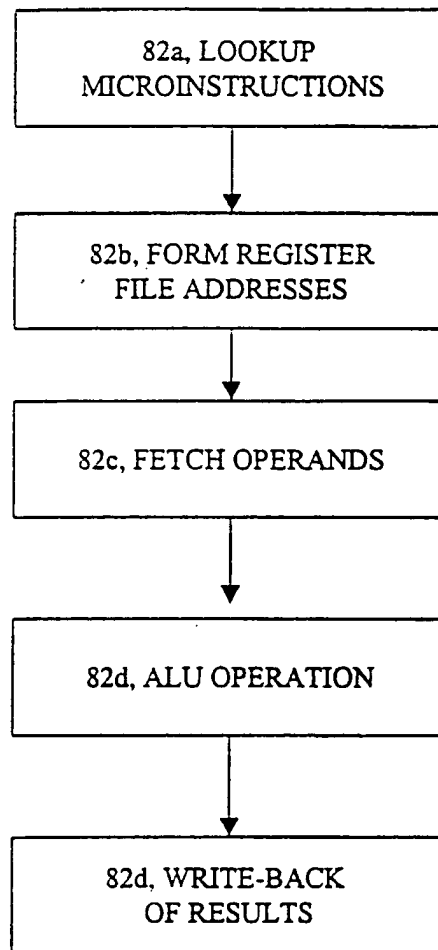 82a, LOOKUP
MICROINSTRUCTIONS
82b, FORM REGISTER
FILE ADDRESSES
82c, FETCH OPERANDS
82d, ALU OPERATION
82d, WRITE-BACK
OF RESULTS